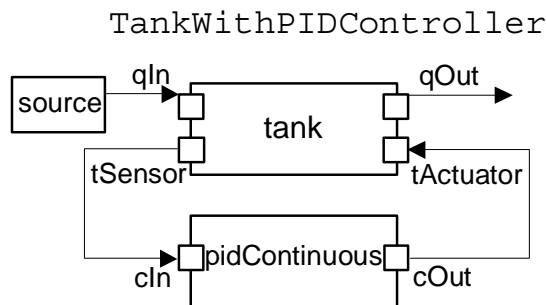 TankWithPIDController
qIn
qOut
source
tank
tSensor
tActuator
pidContinuous
cIn
cOut